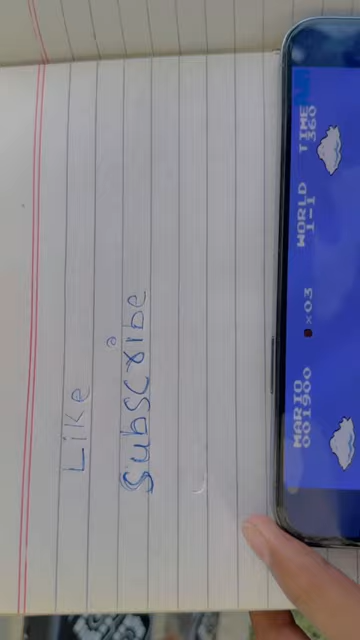 Like
Subscribe
MARIO
001900
×03
WORLD
1-1
TIME
360